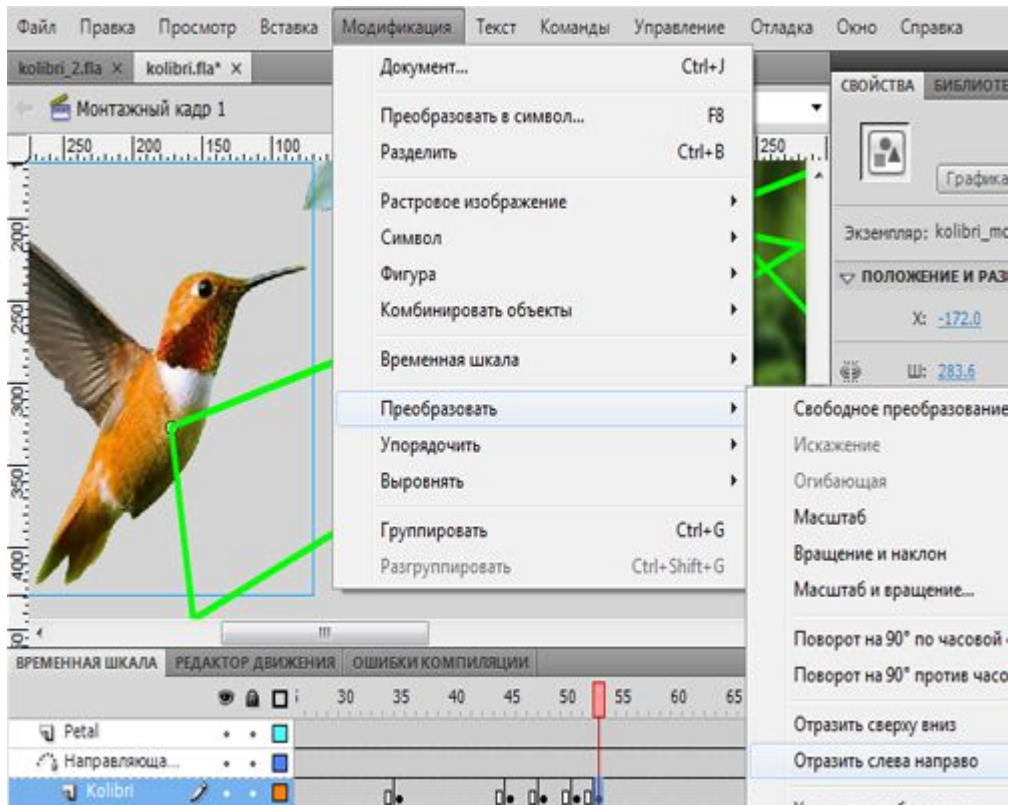 Файл Правка Просмотр Вставка Модификация Текст Команды Управление Отладка Окно Справка
kolibri_2.fla × kolibri.fla* ×
Монтажный кадр 1
250 200 150 100 250
200
250
300
350
400
Документ... Ctrl+J
Преобразовать в символ... F8
Разделить Ctrl+B
Растровое изображение
Символ
Фигура
Комбинировать объекты
Временная шкала
Преобразовать
Упорядочить
Выровнять
Группировать Ctrl+G
Разгруппировать Ctrl+Shift+G
СВОЙСТВА БИБЛИОТЕ
Графика
Экземпляр: kolibri_mo
ПОЛОЖЕНИЕ И РАЗ
X: -172.0
Ш: 283.6
Свободное преобразование
Искажение
Огибающая
Масштаб
Вращение и наклон
Масштаб и вращение...
Поворот на 90° по часовой
Поворот на 90° против часо
Отразить сверху вниз
Отразить слева направо
ВРЕМЕННАЯ ШКАЛА РЕДАКТОР ДВИЖЕНИЯ ОШИБКИ КОМПИЛЯЦИИ
30 35 40 45 50 55 60 65
Petal
Направляюща...
Kolibri